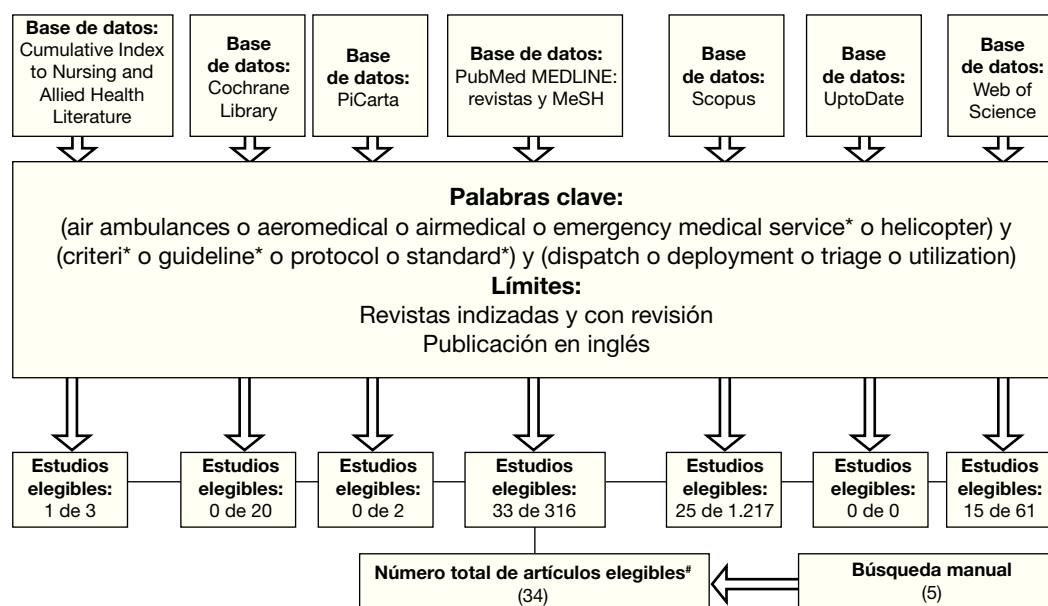 Base de datos:
Cumulative Index
to Nursing and
Allied Health
Literature
Base
de datos:
Cochrane
Library
Base
de datos:
PiCarta
Base de datos:
PubMed MEDLINE:
revistas y MeSH
Base
de datos:
Scopus
Base
de datos:
UptoDate
Base
de datos:
Web of
Science
Palabras clave:
(air ambulances o aeromedical o airmedical o emergency medical service* o helicopter) y
(criteri* o guideline* o protocol o standard*) y (dispatch o deployment o triage o utilization)
Límites:
Revistas indizadas y con revisión
Publicación en inglés
Estudios
elegibles:
1 de 3
Estudios
elegibles:
0 de 20
Estudios
elegibles:
0 de 2
Estudios
elegibles:
33 de 316
Estudios
elegibles:
25 de 1.217
Estudios
elegibles:
0 de 0
Estudios
elegibles:
15 de 61
Número total de artículos elegibles#
(34)
Búsqueda manual
(5)